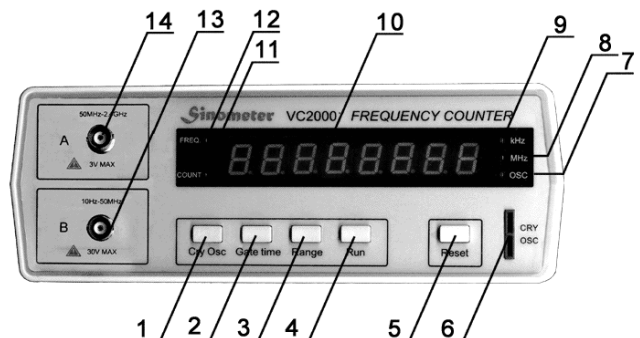 14 13 12 11 10 9 8 7
50MHz-2.4GHz
A
3V MAX
10Hz-50MHz
B
30V MAX
Sinometer VC2000: FREQUENCY COUNTER
FREQ
COUNT
kHz
MHz
OSC
Cry Osc Gate time Range Run Reset
CRY
OSC
1 2 3 4 5 6